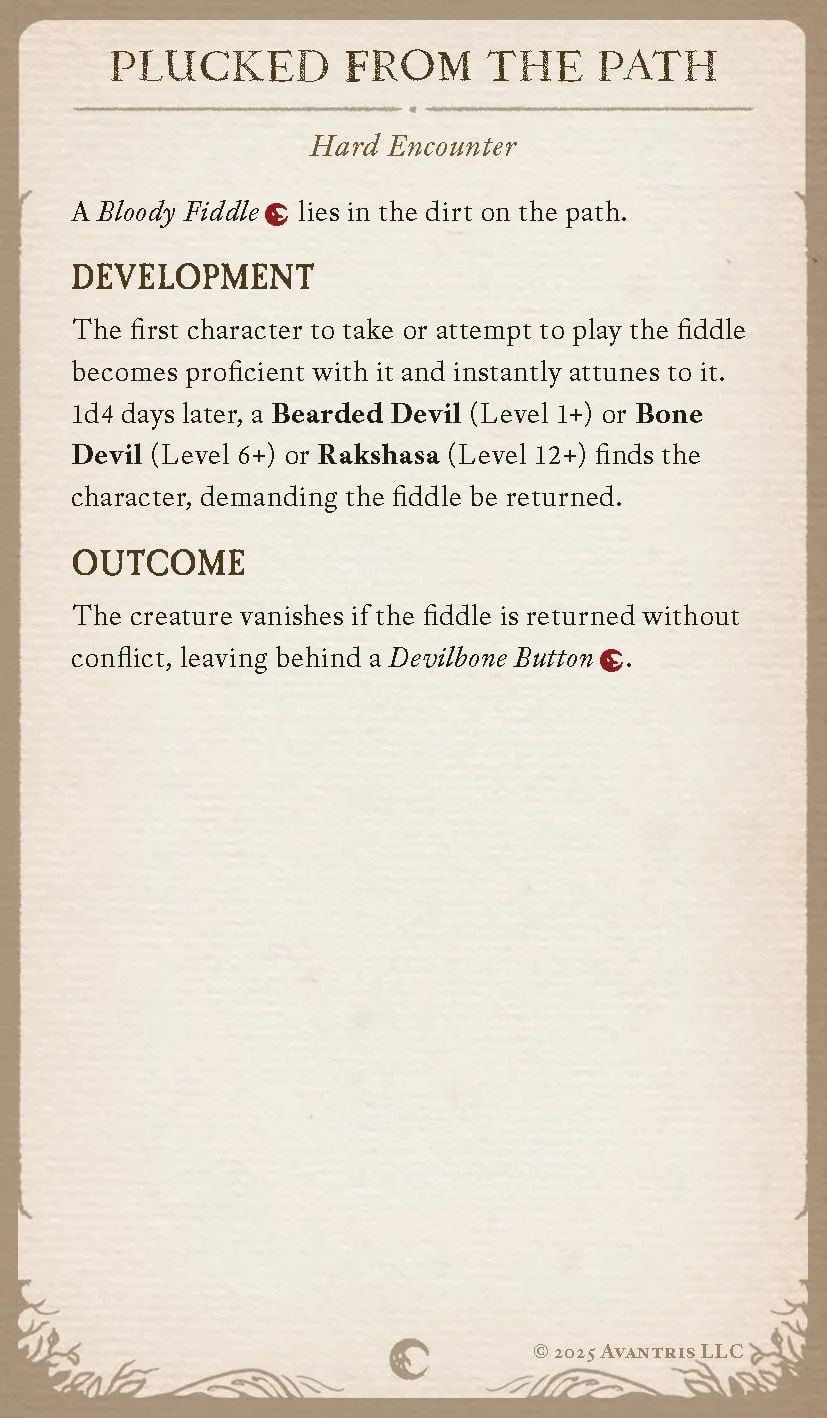 PLUCKED FROM THE PATH
Hard Encounter
A Bloody Fiddle lies in the dirt on the path.
DEVELOPMENT
The first character to take or attempt to play the fiddle
becomes proficient with it and instantly attunes to it.
1d4 days later, a Bearded Devil (Level 1+) or Bone
Devil (Level 6+) or Rakshasa (Level 12+) finds the
character, demanding the fiddle be returned.
OUTCOME
The creature vanishes if the fiddle is returned without
conflict, leaving behind a Devilbone Button.
© 2025 AVANTRIS LLC